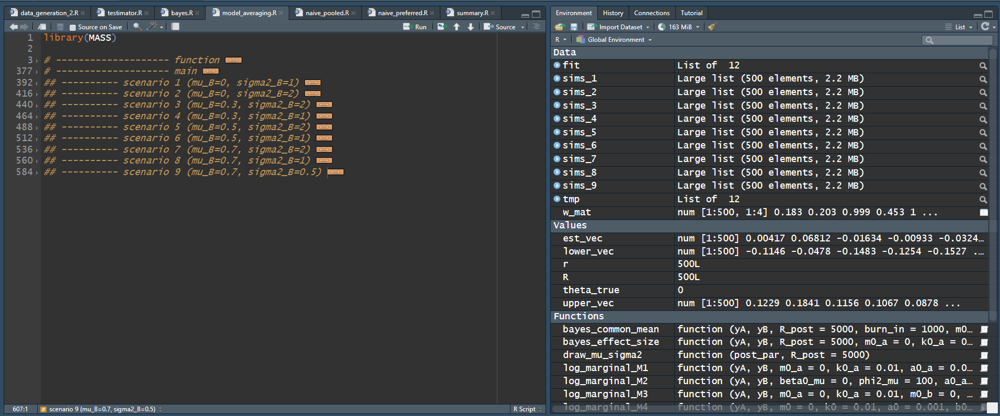 data_generation_2.R testimator.R bayes.R model_averaging.R naive_pooled.R naive_preferred.R summary.R
Source on Save Run Source
1 library(MASS)
2
3 # -------------------- function
377 # -------------------- main
392 ## ---------- scenario 1 (mu_B=0, sigma2_B=1)
416 ## ---------- scenario 2 (mu_B=0, sigma2_B=2)
440 ## ---------- scenario 3 (mu_B=0.3, sigma2_B=2)
464 ## ---------- scenario 4 (mu_B=0.3, sigma2_B=1)
488 ## ---------- scenario 5 (mu_B=0.5, sigma2_B=2)
512 ## ---------- scenario 6 (mu_B=0.5, sigma2_B=1)
536 ## ---------- scenario 7 (mu_B=0.7, sigma2_B=2)
560 ## ---------- scenario 8 (mu_B=0.7, sigma2_B=1)
584 ## ---------- scenario 9 (mu_B=0.7, sigma2_B=0.5)
607:1 # scenario 9 (mu_B=0.7, sigma2_B=0.5) R Script
Environment History Connections Tutorial
Import Dataset 163 MiB List
R Global Environment
Data
fit List of 12
sims_1 Large list (500 elements, 2.2 MB)
sims_2 Large list (500 elements, 2.2 MB)
sims_3 Large list (500 elements, 2.2 MB)
sims_4 Large list (500 elements, 2.2 MB)
sims_5 Large list (500 elements, 2.2 MB)
sims_6 Large list (500 elements, 2.2 MB)
sims_7 Large list (500 elements, 2.2 MB)
sims_8 Large list (500 elements, 2.2 MB)
sims_9 Large list (500 elements, 2.2 MB)
tmp List of 12
w_mat num [1:500, 1:4] 0.183 0.203 0.999 0.453 1 ...
Values
est_vec num [1:500] 0.00417 0.06812 -0.01634 -0.00933 -0.0324…
lower_vec num [1:500] -0.1146 -0.0478 -0.1483 -0.1254 -0.1527 .…
r 500L
R 500L
theta_true 0
upper_vec num [1:500] 0.1229 0.1841 0.1156 0.1067 0.0878 ...
Functions
bayes_common_mean function (yA, yB, R_post = 5000, burn_in = 1000, m0…
bayes_effect_size function (yA, yB, R_post = 5000, m0_a = 0, k0_a = 0…
draw_mu_sigma2 function (post_par, R_post = 5000)
log_marginal_M1 function (yA, yB, m0_a = 0, k0_a = 0.01, a0_a = 0.0…
log_marginal_M2 function (yA, yB, beta0_mu = 0, phi2_mu = 100, a0_a…
log_marginal_M3 function (yA, yB, m0_a = 0, k0_a = 0.01, m0_b = 0, …
log_marginal_M4 function (yA, yB, m0 = 0, k0 = 0.01, a0 = 0.001, b0…